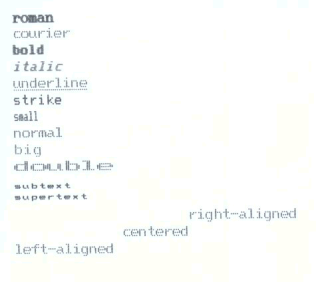 roman
courier
bold
italic
underline
strike
small
normal
big
double
subtext
supertext
right-aligned
centered
left-aligned